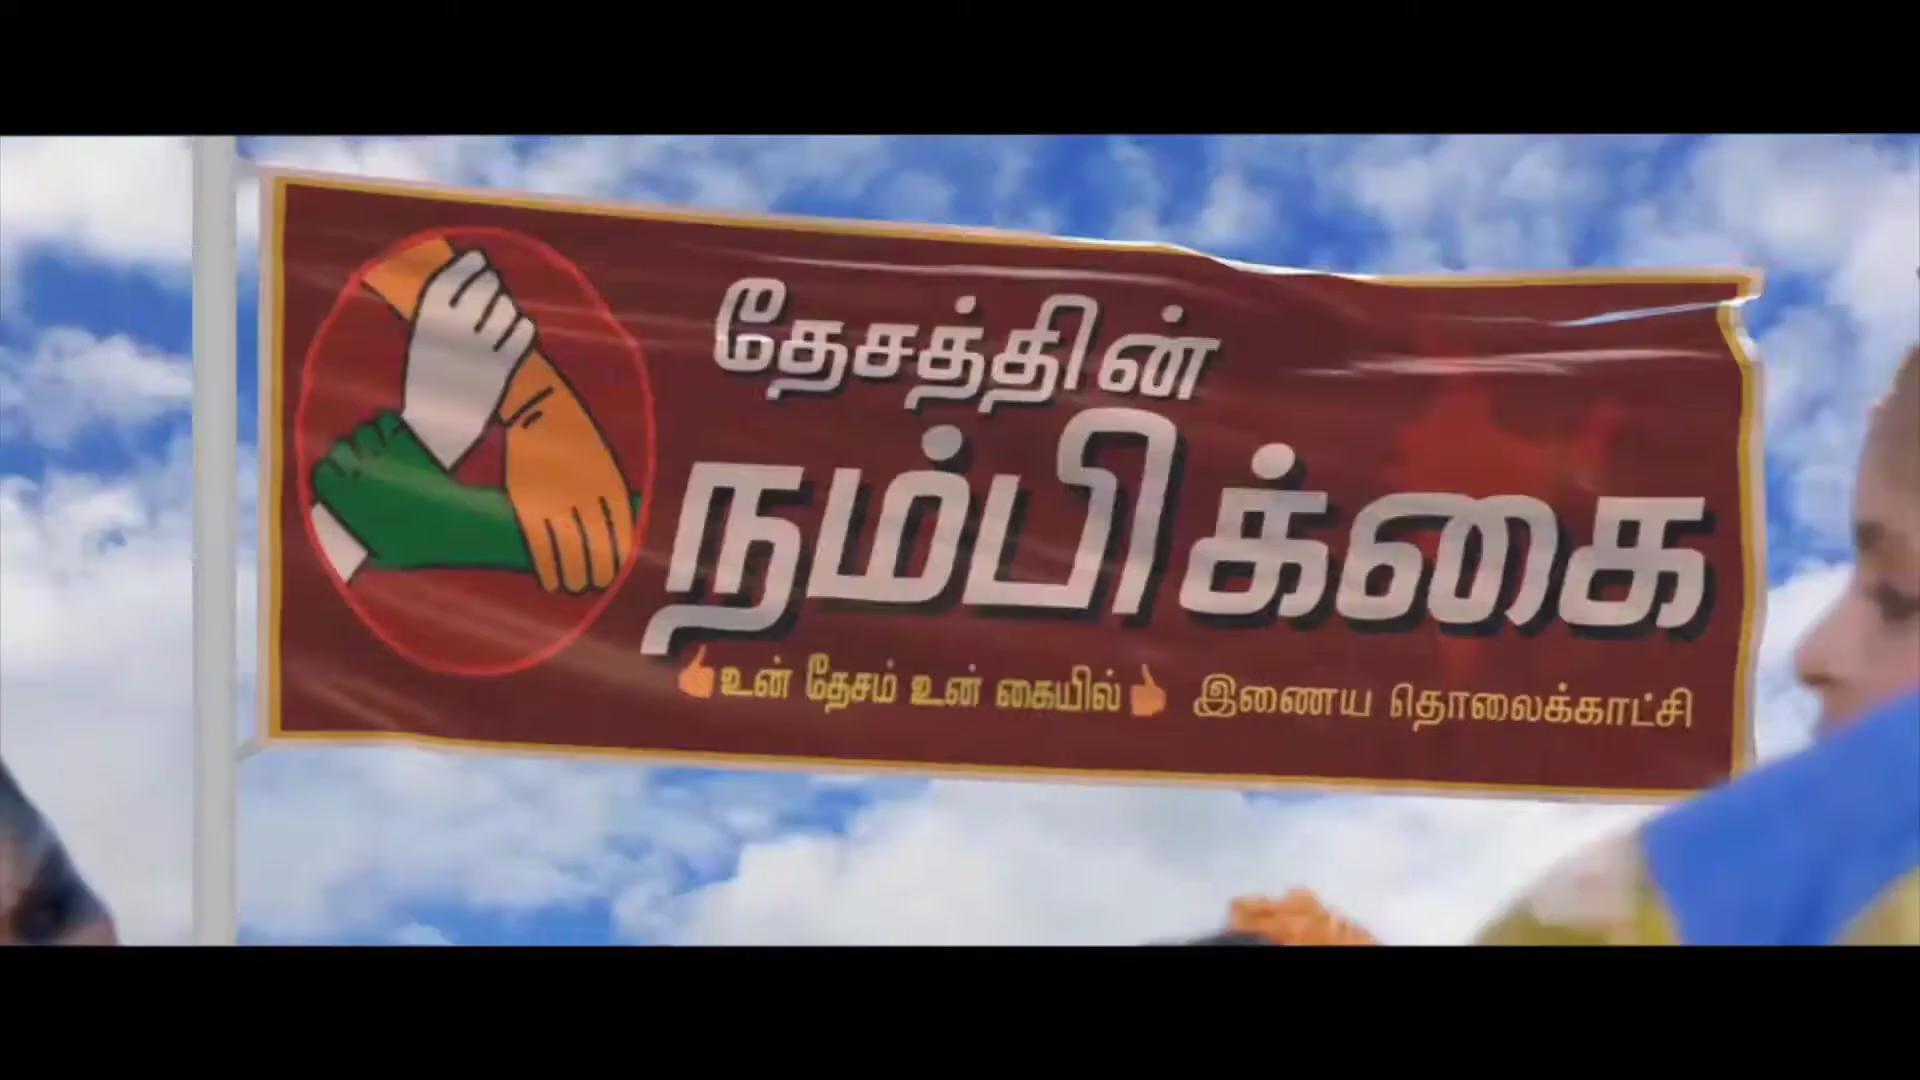 தேசத்தின்
நம்பிக்கை
உன் தேசம் உன் கையில் இணைய தொலைக்காட்சி